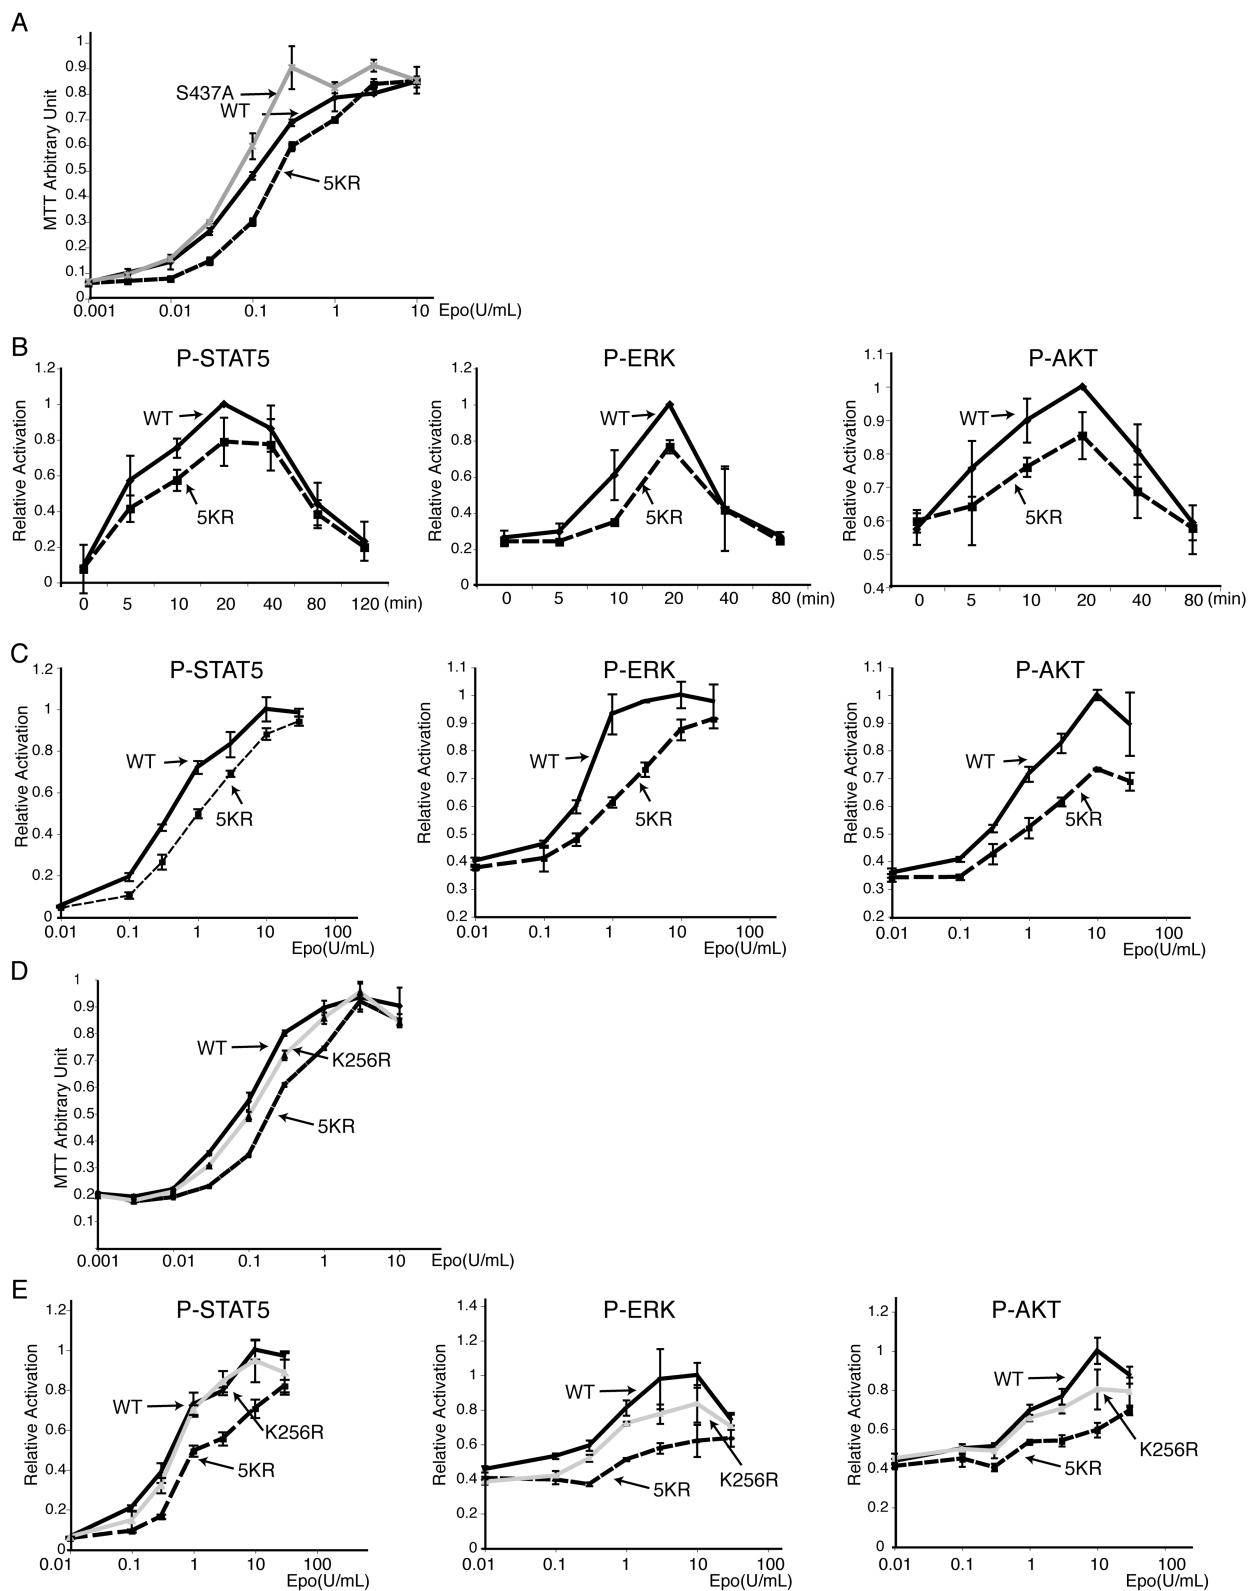 A
MTT Arbitrary Unit
1
0.9
0.8
0.7
0.6
0.5
0.4
0.3
0.2
0.1
0
S437A
WT
5KR
0.001 0.01 0.1 1 10 Epo(U/mL)
B
P-STAT5
Relative Activation
1.2
1
0.8
0.6
0.4
0.2
0
WT
5KR
0 5 10 20 40 80 120 (min)
P-ERK
Relative Activation
1.2
1
0.8
0.6
0.4
0.2
0
WT
5KR
0 5 10 20 40 80 (min)
P-AKT
Relative Activation
1.1
1
0.9
0.8
0.7
0.6
0.5
0.4
WT
5KR
0 5 10 20 40 80 (min)
C
P-STAT5
Relative Activation
1.2
1
0.8
0.6
0.4
0.2
0
WT
5KR
0.01 0.1 1 10 100
Epo(U/mL)
P-ERK
Relative Activation
1.1
1
0.9
0.8
0.7
0.6
0.5
0.4
0.3
0.2
WT
5KR
0.01 0.1 1 10 100
Epo(U/mL)
P-AKT
Relative Activation
1.1
1
0.9
0.8
0.7
0.6
0.5
0.4
0.3
0.2
WT
5KR
0.01 0.1 1 10 100
Epo(U/mL)
D
MTT Arbitrary Unit
1
0.9
0.8
0.7
0.6
0.5
0.4
0.3
0.2
0.1
WT
K256R
5KR
0.001 0.01 0.1 1 10 Epo(U/mL)
E
P-STAT5
Relative Activation
1.2
1
0.8
0.6
0.4
0.2
0
WT
K256R
5KR
0.01 0.1 1 10 100
Epo(U/mL)
P-ERK
Relative Activation
1.4
1.2
1
0.8
0.6
0.4
0.2
0
WT
K256R
5KR
0.01 0.1 1 10 100
Epo(U/mL)
P-AKT
Relative Activation
1.2
1
0.8
0.6
0.4
0.2
0
WT
K256R
5KR
0.01 0.1 1 10 100
Epo(U/mL)